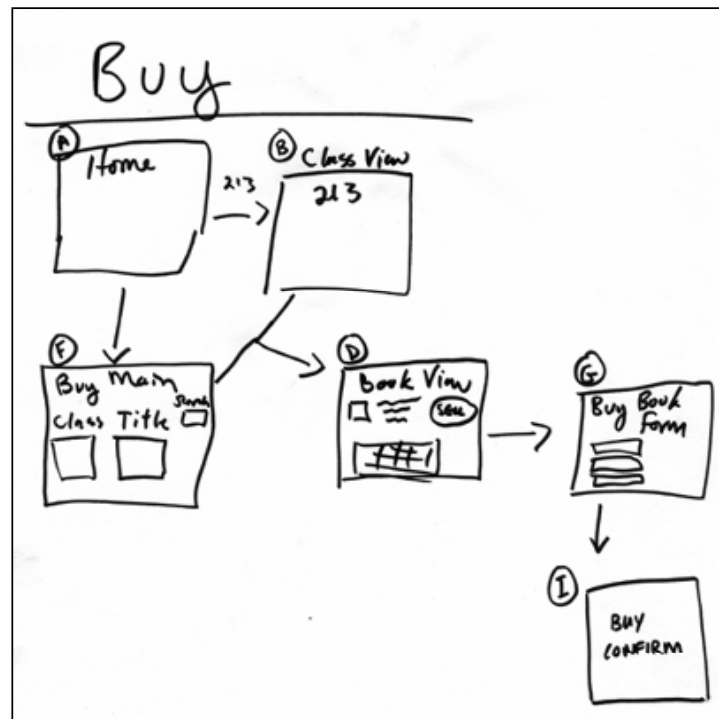 Buy
A
Home
213
B Class View
213
F
Buy Main
Search
Class Title
D
Book View
SELL
G
Buy Book
Form
I
BUY
CONFIRM